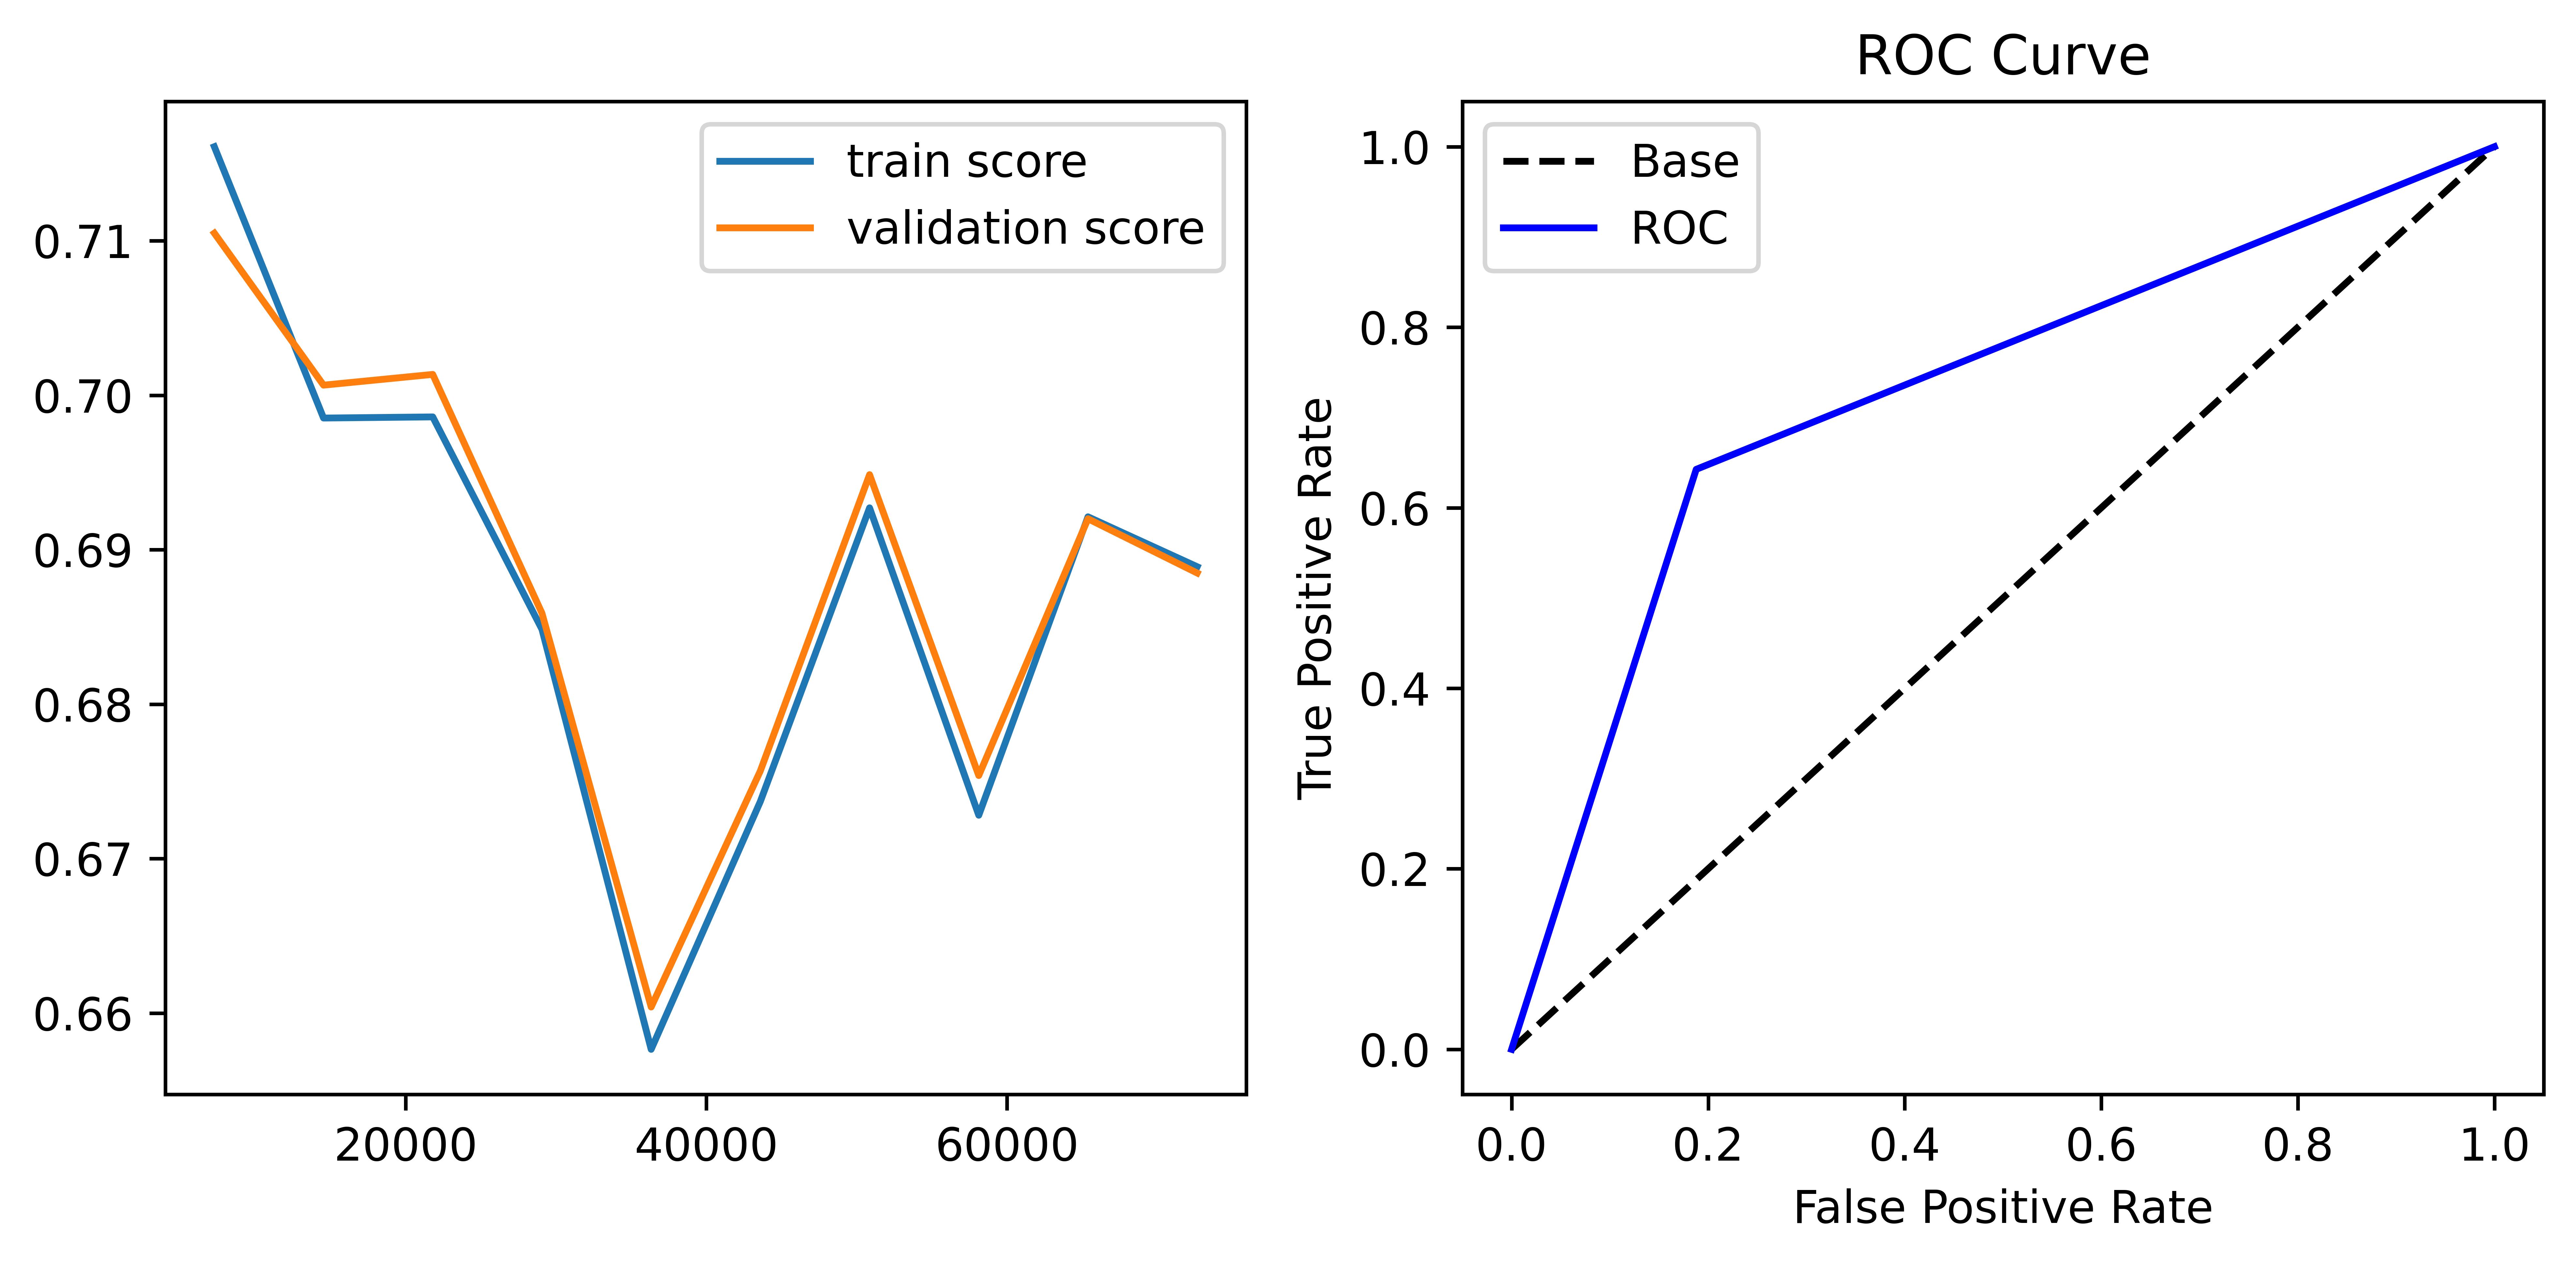 train score
validation score
0.71
0.70
0.69
0.68
0.67
0.66
20000 40000 60000
ROC Curve
Base
ROC
True Positive Rate
1.0
0.8
0.6
0.4
0.2
0.0
0.0 0.2 0.4 0.6 0.8 1.0
False Positive Rate